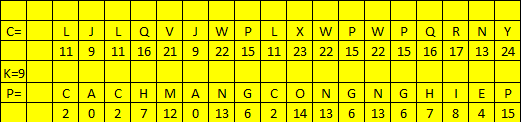 C= L J L Q V J W P L X W P W P Q R N Y
11 9 11 16 21 9 22 15 11 23 22 15 22 15 16 17 13 24
K=9
P= C A C H M A N G C O N G N G H I E P
2 0 2 7 12 0 13 6 2 14 13 6 13 6 7 8 4 15